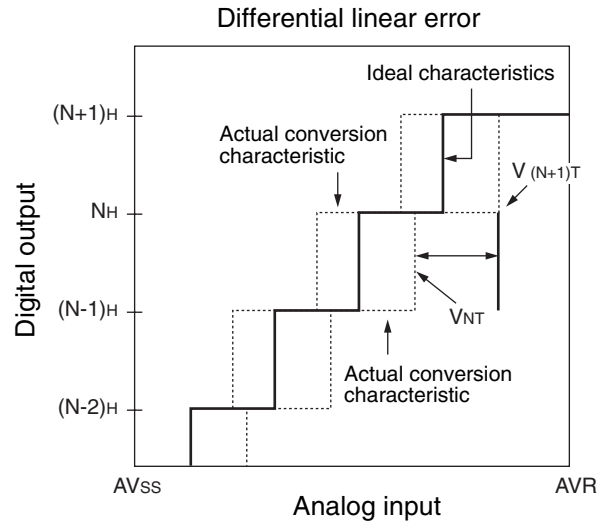 Differential linear error
Ideal characteristics
(N+1)H
Actual conversion
characteristic
V (N+1)T
NH
Digital output
(N-1)H
VNT
Actual conversion
characteristic
(N-2)H
AVSS
AVR
Analog input